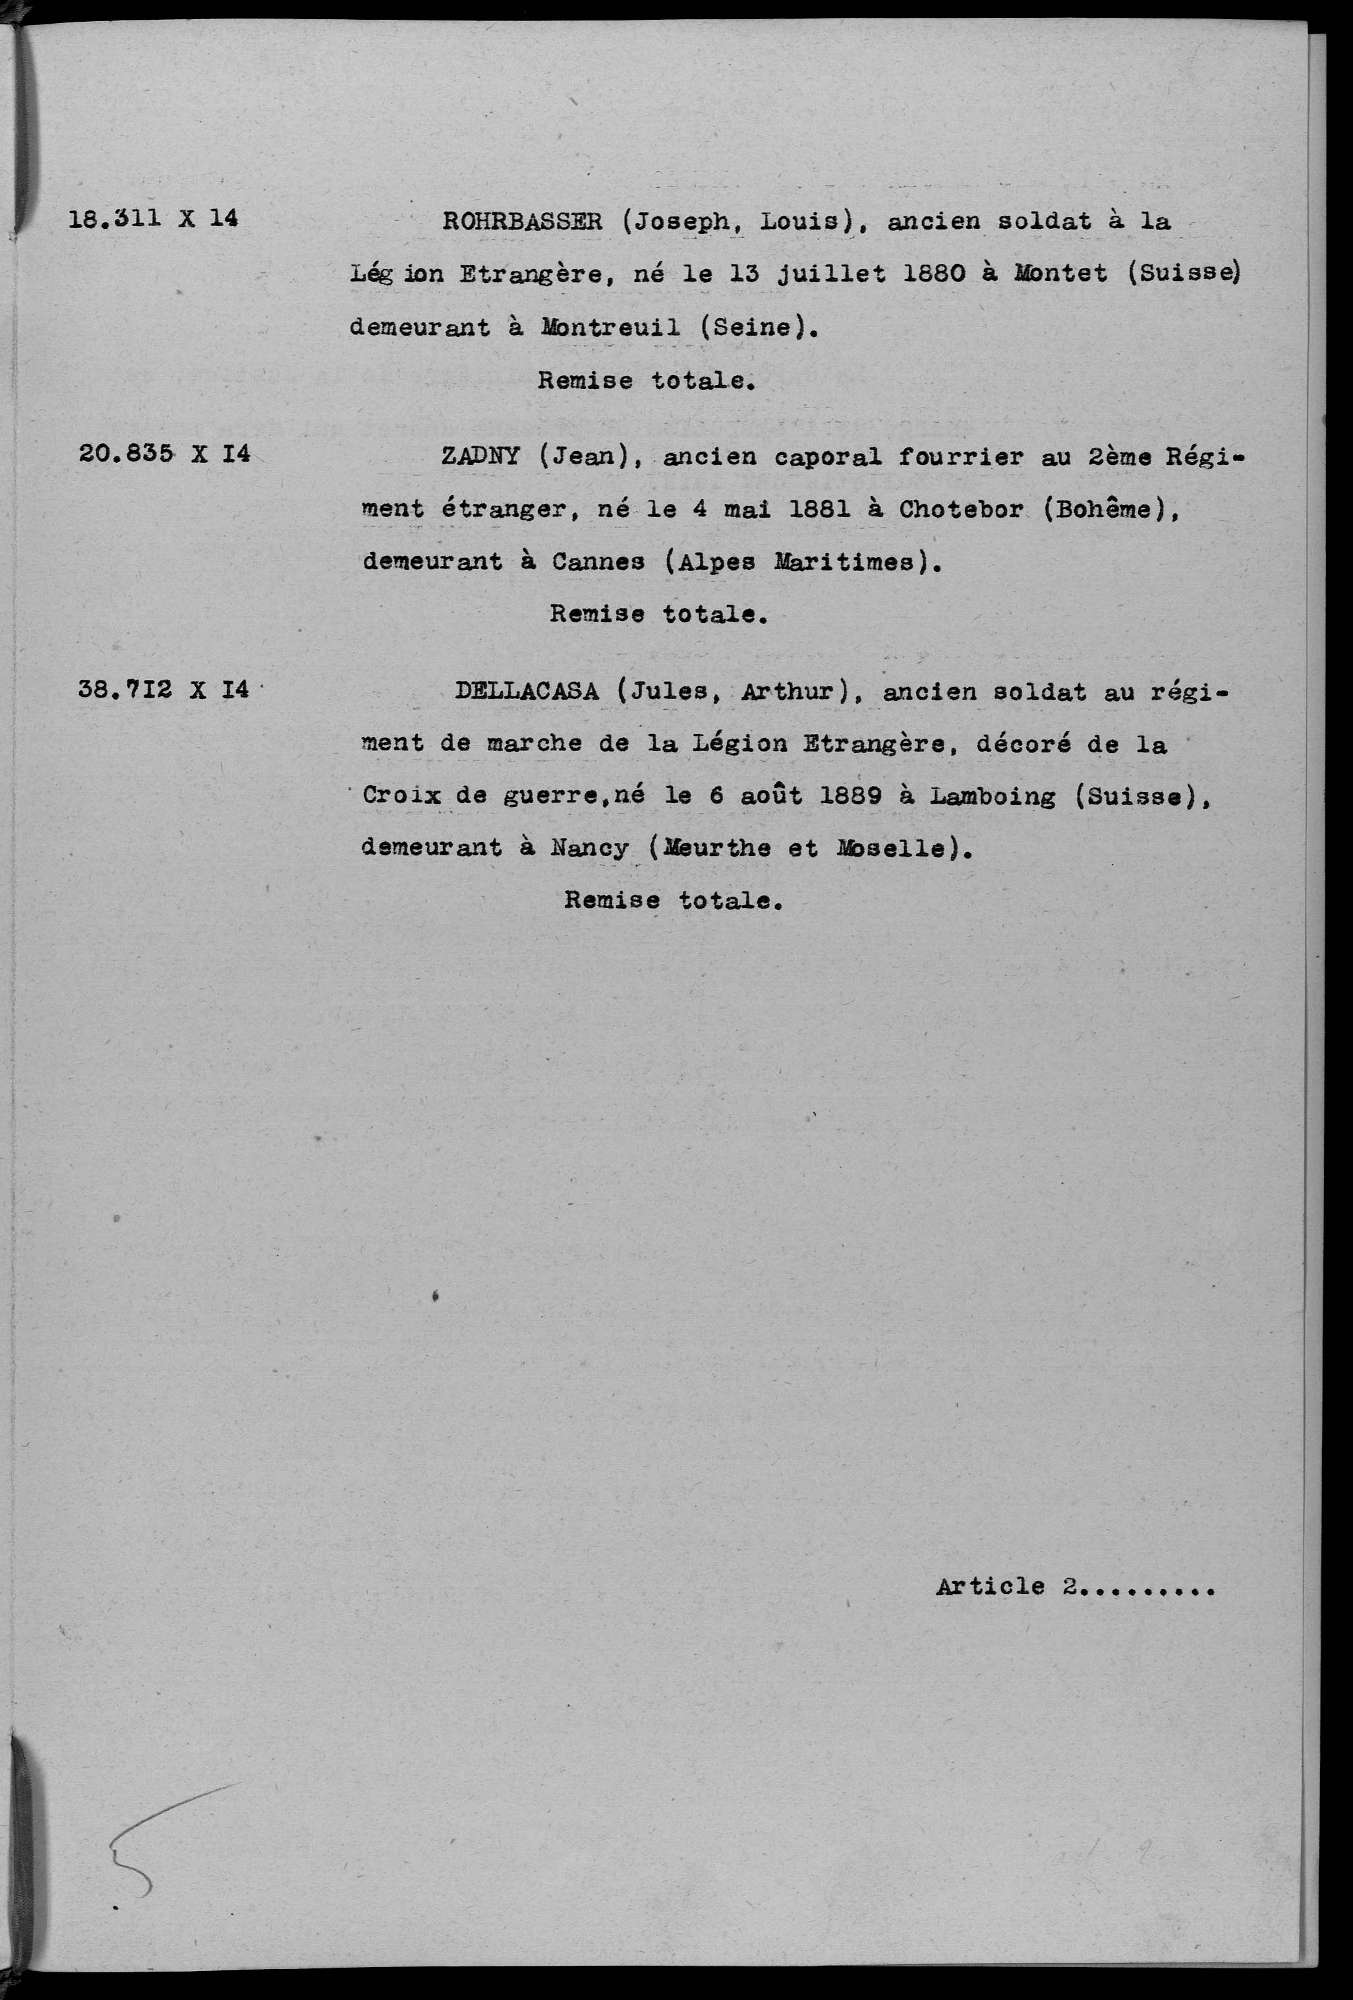 18.311 X 14 ROHRBASSER (Joseph, Louis), ancien soldat à la
Lég ion Etrangère, né le 13 juillet 1880 à Montet (Suisse)
demeurant à Montreuil (Seine).
Remise totale.
20.835 X I4 ZADNY (Jean), ancien caporal fourrier au 2ème Régi-
ment étranger, né le 4 mai 1881 à Chotebor (Bohême),
demeurant à Cannes (Alpes Maritimes).
Remise totale.
38.7I2 X I4 DELLACASA (Jules, Arthur), ancien soldat au régi-
ment de marche de la Légion Etrangère, décoré de la
Croix de guerre,né le 6 août 1889 à Lamboing (Suisse),
demeurant à Nancy (Meurthe et Moselle).
Remise totale.
Article 2.........
5